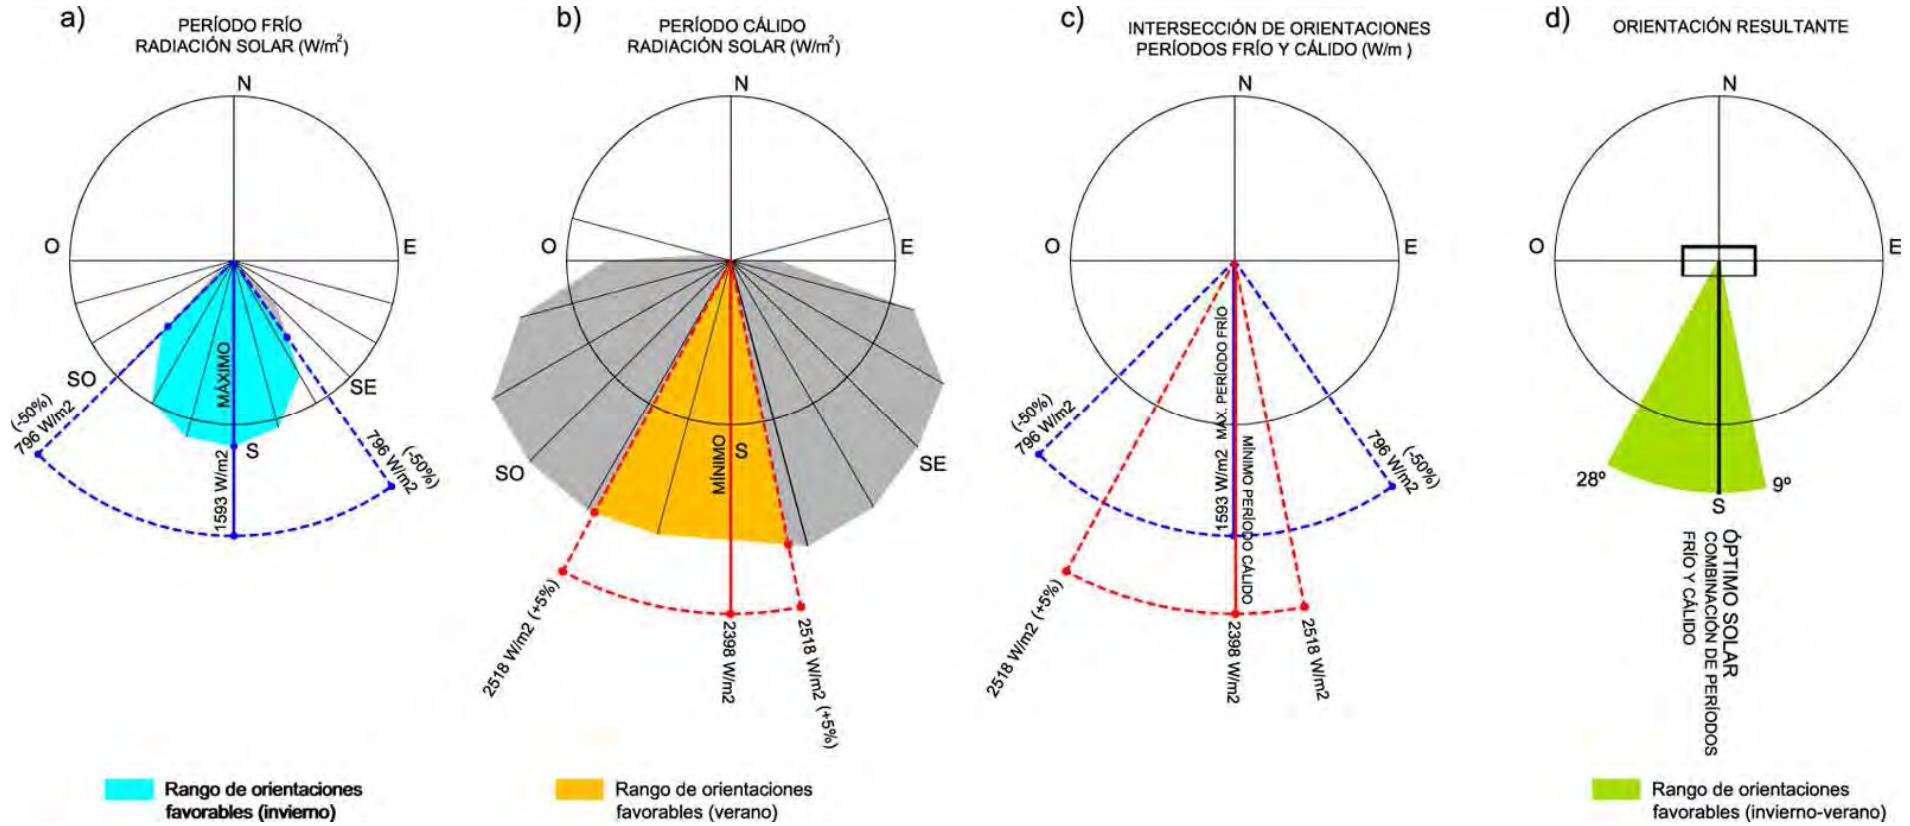 a)
PERÍODO FRÍO
RADIACIÓN SOLAR (W/m²)
N
O
E
SO
SE
MÁXIMO
S
(-50%)
796 W/m2
1593 W/m2
(-50%)
796 W/m2
Rango de orientaciones
favorables (invierno)
b)
PERÍODO CÁLIDO
RADIACIÓN SOLAR (W/m²)
N
O
E
SO
SE
MÍNIMO
S
2518 W/m2 (+5%)
2398 W/m2
2518 W/m2 (+5%)
Rango de orientaciones
favorables (verano)
c)
INTERSECCIÓN DE ORIENTACIONES
PERÍODOS FRÍO Y CÁLIDO (W/m )
N
O
E
(-50%)
796 W/m2
1593 W/m2 MAX. PERÍODO FRÍO
MÍNIMO PERÍODO CÁLIDO
(-50%)
796 W/m2
2518 W/m2 (+5%)
2398 W/m2
2518 W/m2
d)
ORIENTACIÓN RESULTANTE
N
O
E
28º
9º
S
ÓPTIMO SOLAR
COMBINACIÓN DE PERÍODOS
FRÍO Y CÁLIDO
Rango de orientaciones
favorables (invierno-verano)